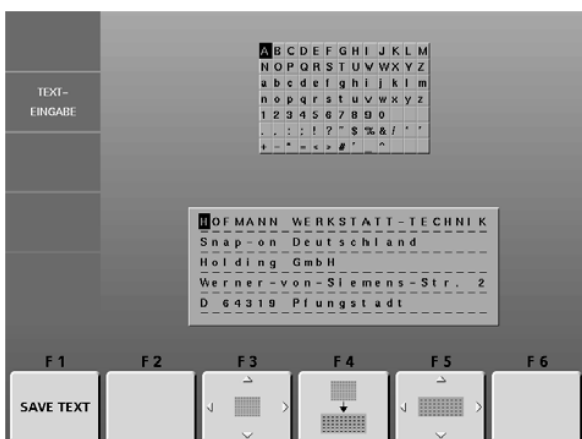 TEXT-
EINGABE
A B C D E F G H I J K L M
N O P Q R S T U V W X Y Z
a b c d e f g h i j k l m
n o p q r s t u v w x y z
1 2 3 4 5 6 7 8 9 0
. , : ; ! ? " $ % & / ' '
+ - * = < > # ' _ ^
HOFMANN WERKSTATT-TECHNIK
Snap-on Deutschland
Holding GmbH
Werner-von-Siemens-Str. 2
D 64319 Pfungstadt
F1 F2 F3 F4 F5 F6
SAVE TEXT